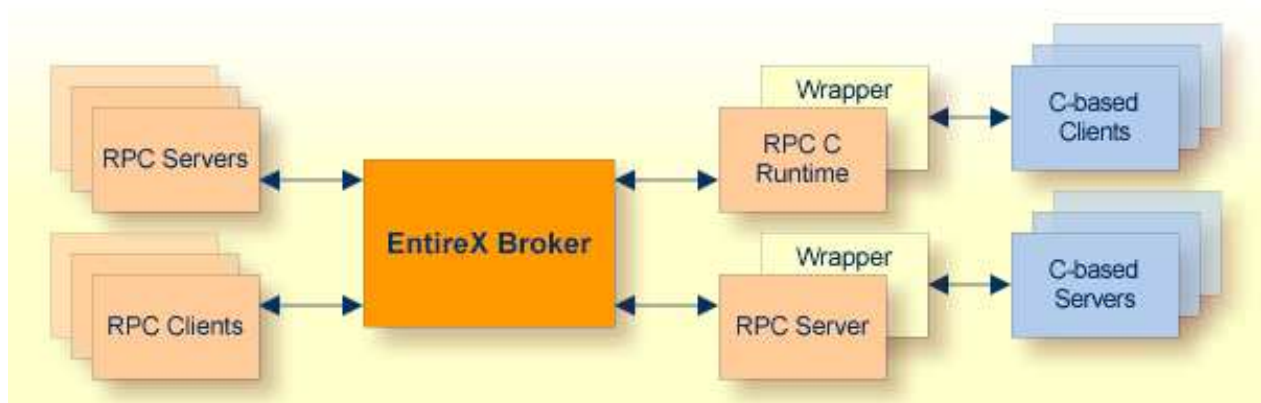 RPC Servers
RPC Clients
EntireX Broker
Wrapper
RPC C
Runtime
Wrapper
RPC Server
C-based
Clients
C-based
Servers